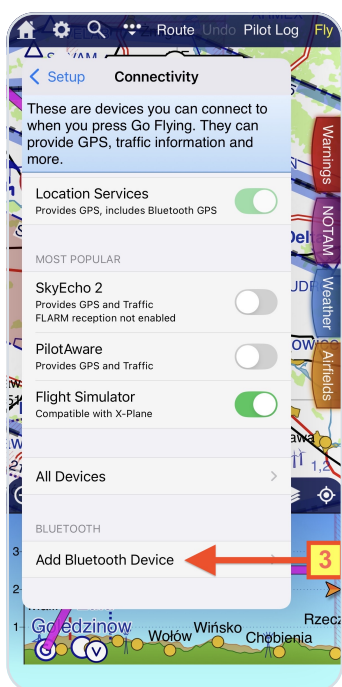 Route Undo Pilot Log Fly
Setup Connectivity
These are devices you can connect to
when you press Go Flying. They can
provide GPS, traffic information and
more.
Location Services
Provides GPS, includes Bluetooth GPS
MOST POPULAR
SkyEcho 2
Provides GPS and Traffic
FLARM reception not enabled
PilotAware
Provides GPS and Traffic
Flight Simulator
Compatible with X-Plane
All Devices
BLUETOOTH
Add Bluetooth Device
3
Warnings
NOTAM
Weather
Airfields
3
2
1
Wołów
Wińsko
Chobienia